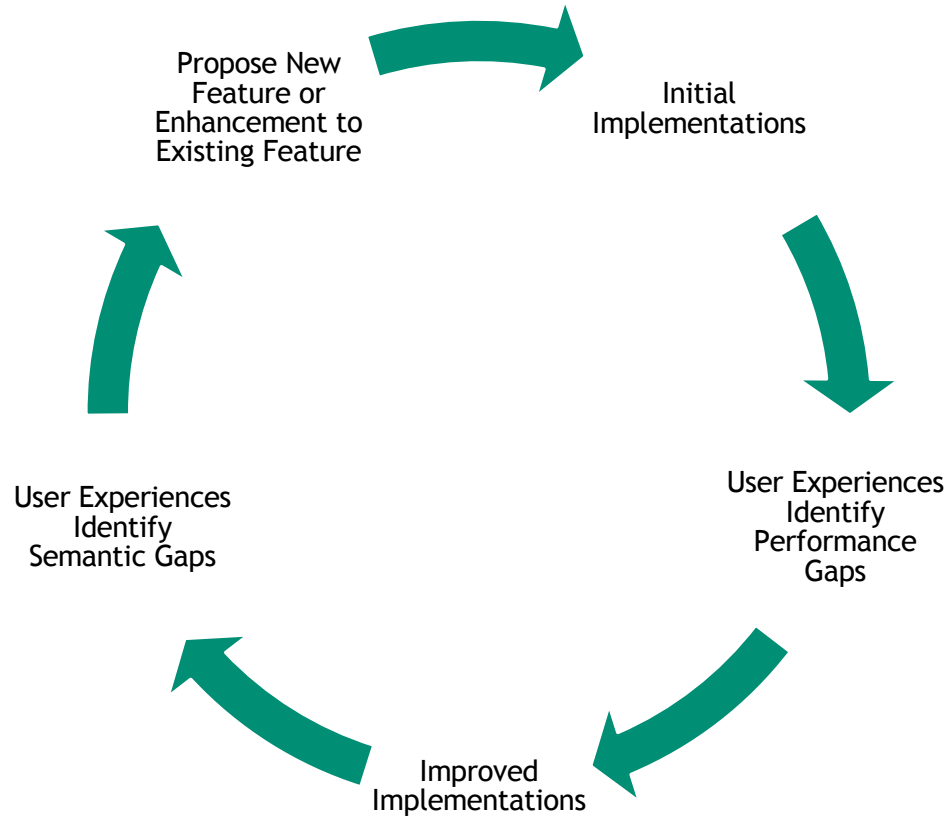 Propose New
Feature or
Enhancement to
Existing Feature
Initial
Implementations
User Experiences
Identify
Performance
Gaps
Improved
Implementations
User Experiences
Identify
Semantic Gaps